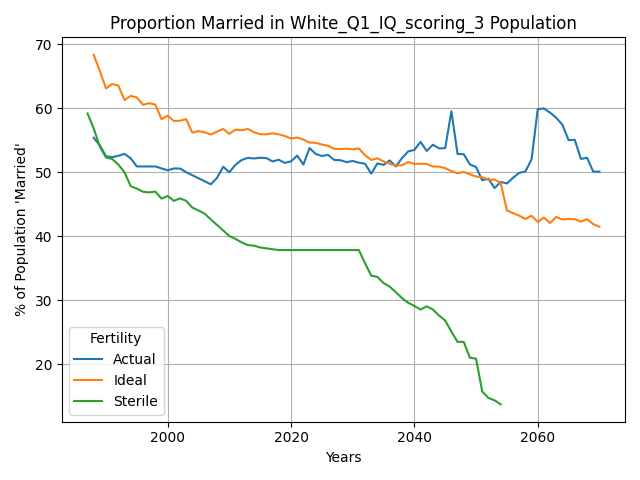 Proportion Married in White_Q1_IQ_scoring_3 Population
% of Population 'Married'
70
60
50
40
30
20
Fertility
Actual
Ideal
Sterile
2000
2020
2040
2060
Years